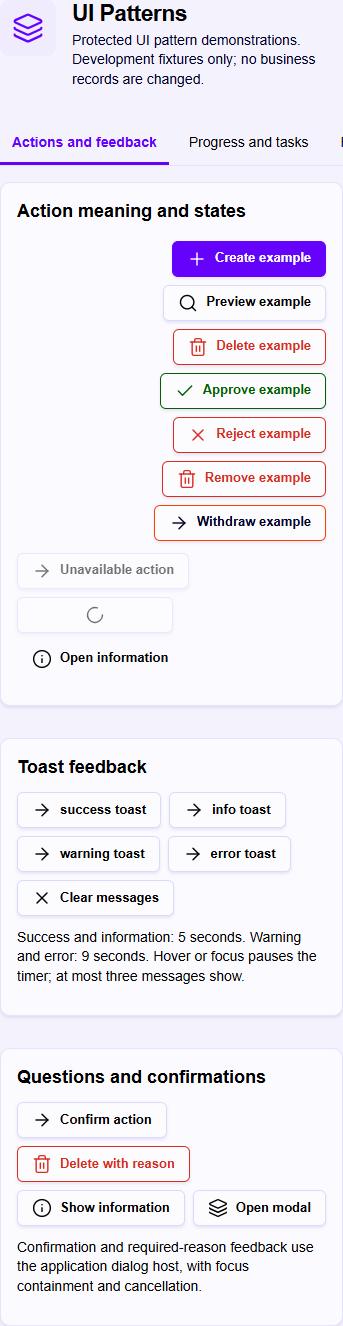 UI Patterns
Protected UI pattern demonstrations.
Development fixtures only; no business
records are changed.
Actions and feedback
Progress and tasks
Action meaning and states
Create example
Preview example
Delete example
Approve example
Reject example
Remove example
Withdraw example
Unavailable action
Open information
Toast feedback
success toast
info toast
warning toast
error toast
Clear messages
Success and information: 5 seconds. Warning
and error: 9 seconds. Hover or focus pauses the
timer; at most three messages show.
Questions and confirmations
Confirm action
Delete with reason
Show information
Open modal
Confirmation and required-reason feedback use
the application dialog host, with focus
containment and cancellation.